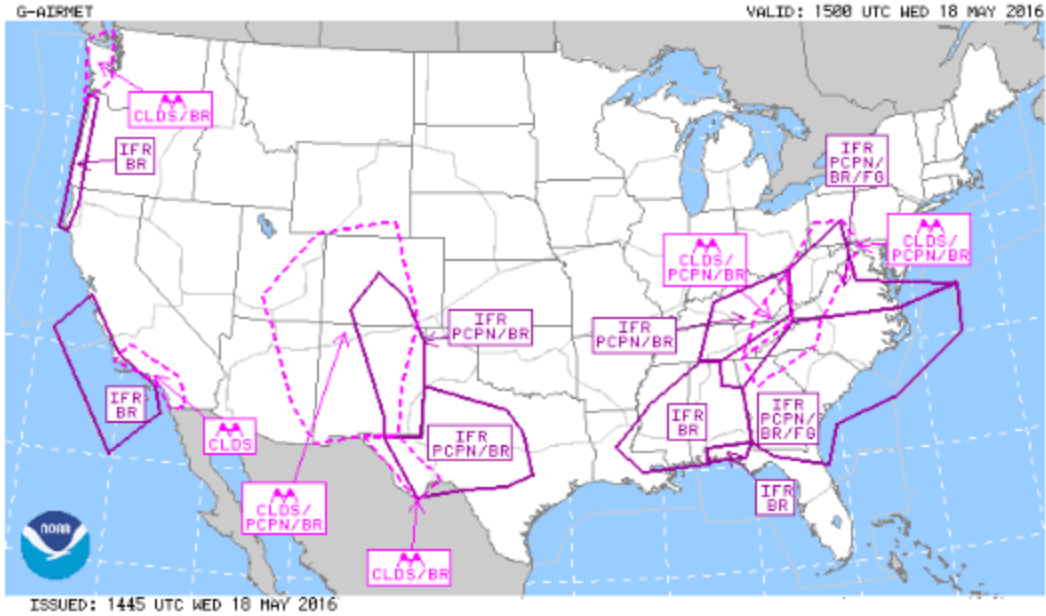 G-AIRMET
VALID: 1500 UTC WED 18 MAY 2016
CLDS/BR
IFR
BR
IFR
PCPN/
BR/FG
CLDS/
PCPN/BR
CLDS/
PCPN/BR
IFR
PCPN/BR
IFR
PCPN/BR
IFR
BR
CLDS
IFR
PCPN/BR
IFR
BR
IFR
PCPN/
BR/FG
CLDS/
PCPN/BR
IFR
BR
NOAA
CLDS/BR
ISSUED: 1445 UTC WED 18 MAY 2016